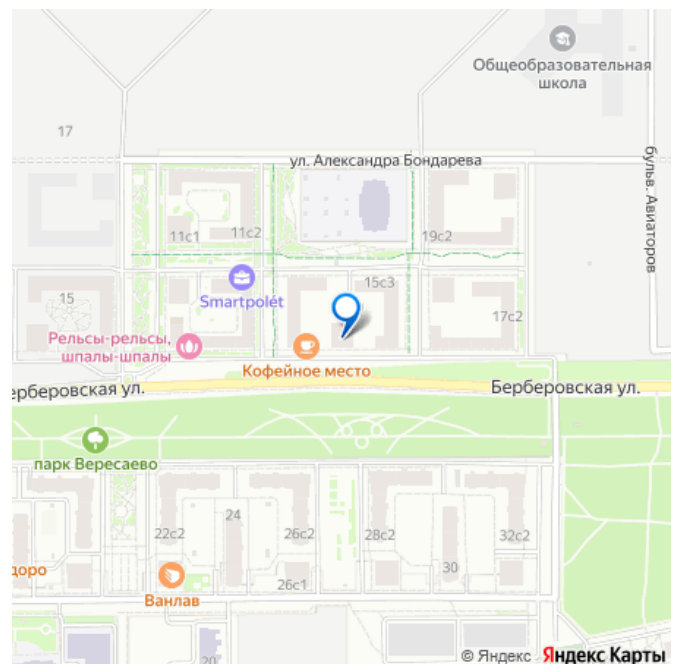 Общеобразовательная
школа
17
ул. Александра Бондарева
бульв. Авиаторов
11с1
11с2
19с2
15с3
15
Smartpolét
17с2
Рельсы-рельсы,
шпалы-шпалы
Кофейное место
ерберовская ул.
Берберовская ул.
парк Вересаево
22с2
24
26с2
28с2
32с2
доро
30
26с1
Ванлав
20
© Яндекс Яндекс Карты